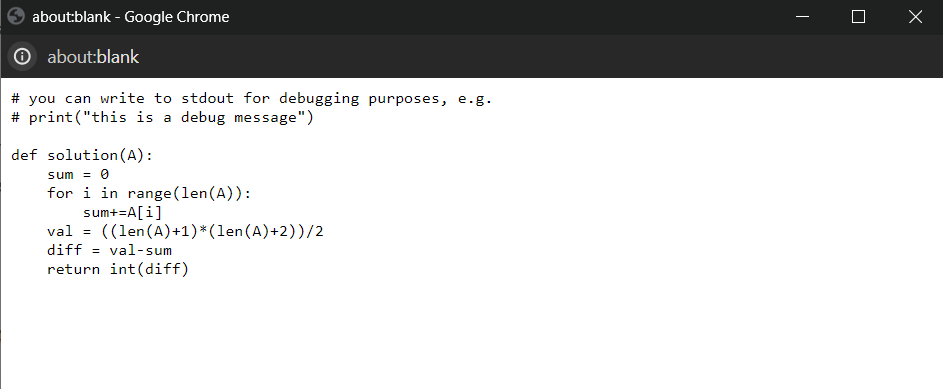 about:blank - Google Chrome
about:blank
# you can write to stdout for debugging purposes, e.g.
# print("this is a debug message")
def solution(A):
    sum = 0
    for i in range(len(A)):
        sum+=A[i]
    val = ((len(A)+1)*(len(A)+2))/2
    diff = val-sum
    return int(diff)